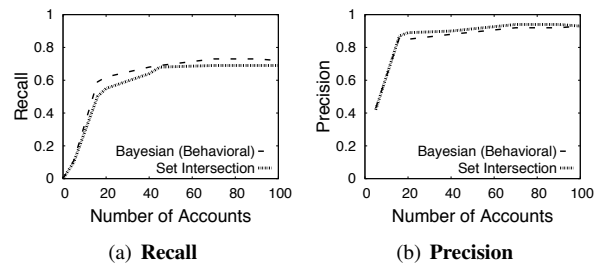 1
0.8
0.6
0.4
0.2
0
Recall
Bayesian (Behavioral)
Set Intersection
0 20 40 60 80 100
Number of Accounts
(a) Recall
1
0.8
0.6
0.4
0.2
0
Precision
Bayesian (Behavioral)
Set Intersection
0 20 40 60 80 100
Number of Accounts
(b) Precision